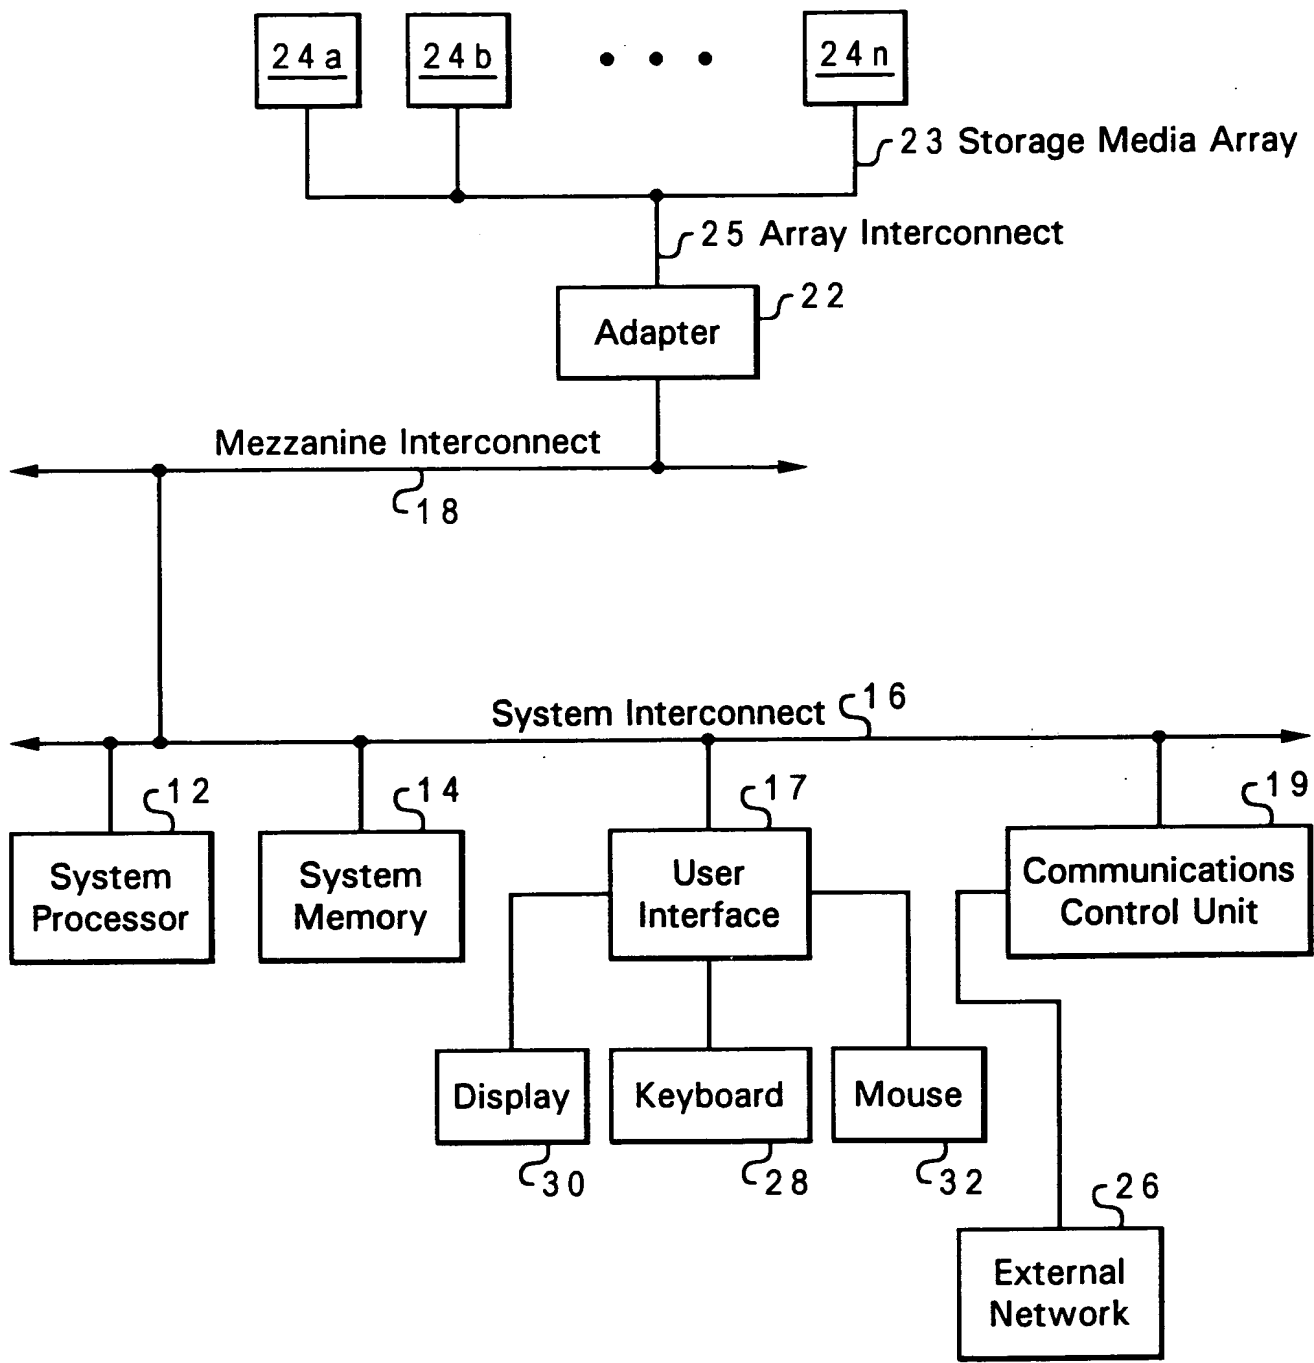 24a 24b 24n
23 Storage Media Array
25 Array Interconnect
22
Adapter
Mezzanine Interconnect
18
System Interconnect 16
12 14 17 19
System
Processor
System
Memory
User
Interface
Communications
Control Unit
Display Keyboard Mouse
30 28 32
26
External
Network